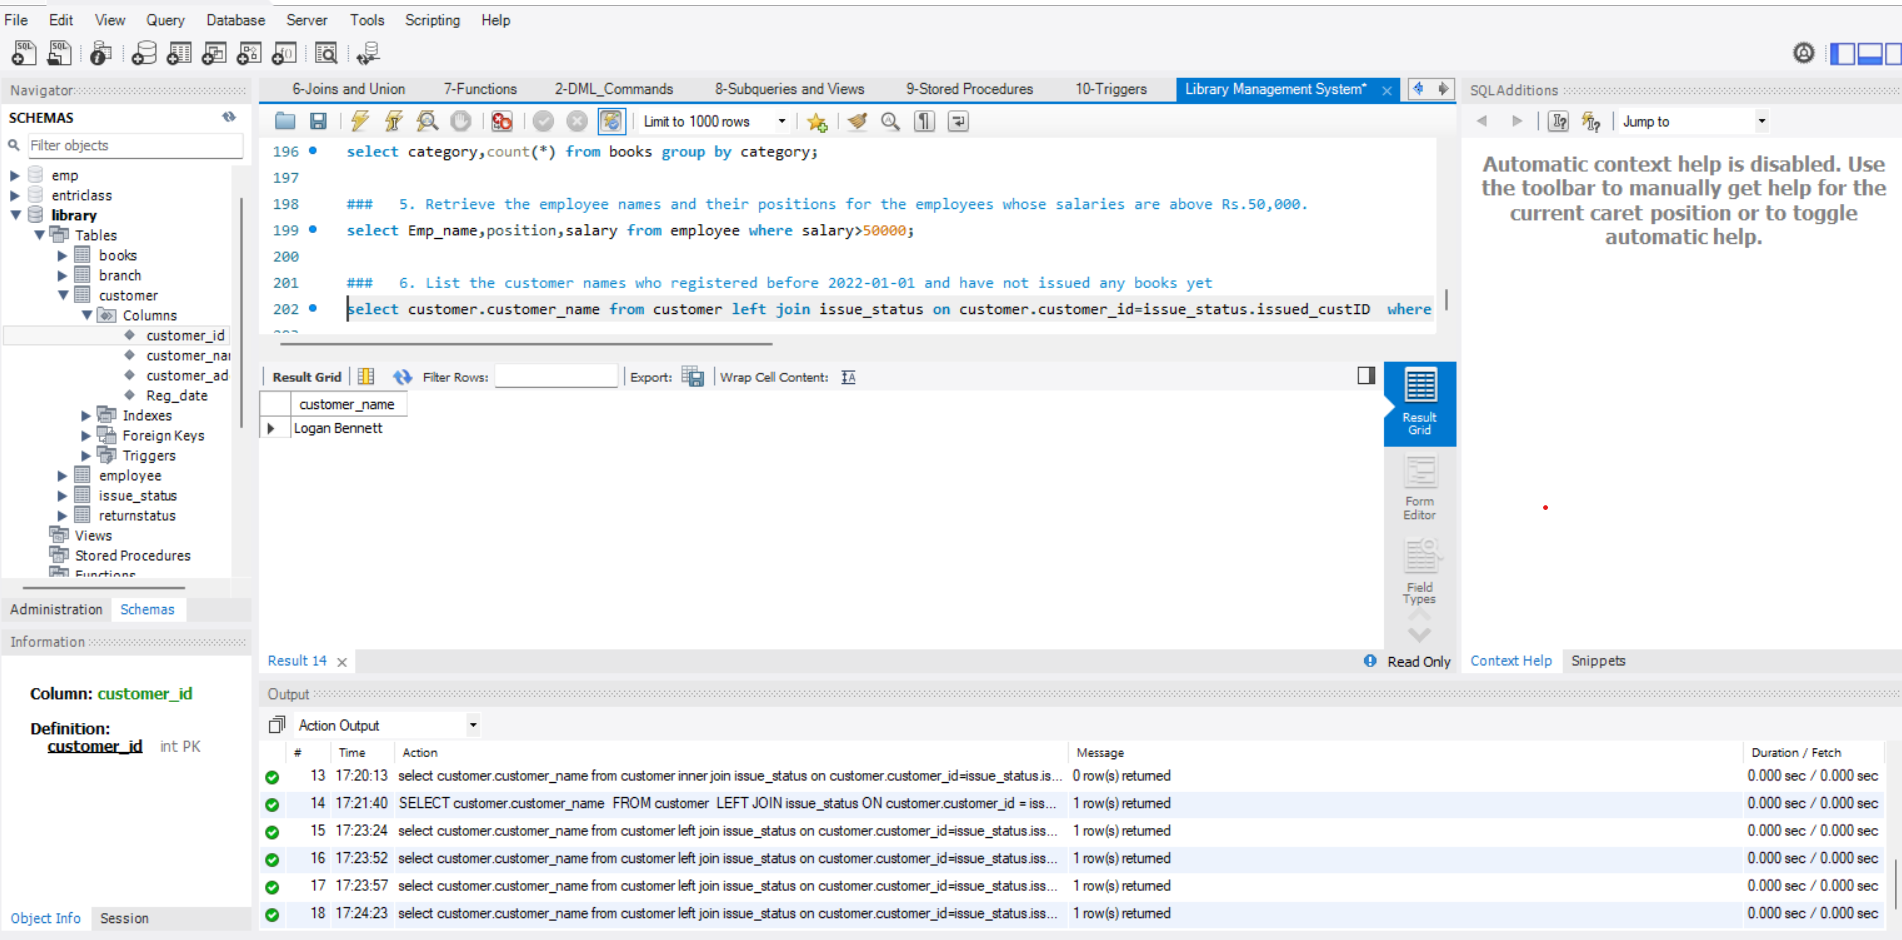 File Edit View Query Database Server Tools Scripting Help
Navigator
SCHEMAS
Filter objects
emp
entriclass
library
Tables
books
branch
customer
Columns
customer_id
customer_nar
customer_ad
Reg_date
Indexes
Foreign Keys
Triggers
employee
issue_status
returnstatus
Views
Stored Procedures
Functions
Administration Schemas
Information
Column: customer_id
Definition:
customer_id int PK
Object Info Session
6-Joins and Union 7-Functions 2-DML_Commands 8-Subqueries and Views 9-Stored Procedures 10-Triggers Library Management System*
Limit to 1000 rows
196 select category,count(*) from books group by category;
197
198 ### 5. Retrieve the employee names and their positions for the employees whose salaries are above Rs.50,000.
199 select Emp_name,position,salary from employee where salary>50000;
200
201 ### 6. List the customer names who registered before 2022-01-01 and have not issued any books yet
202 select customer.customer_name from customer left join issue_status on customer.customer_id=issue_status.issued_custID where
203
Result Grid Filter Rows: Export: Wrap Cell Content:
customer_name
Logan Bennett
Result
Grid
Form
Editor
Field
Types
Result 14
Read Only
Output
Action Output
# Time Action Message Duration / Fetch
13 17:20:13 select customer.customer_name from customer inner join issue_status on customer.customer_id=issue_status.is... 0 row(s) returned 0.000 sec / 0.000 sec
14 17:21:40 SELECT customer.customer_name FROM customer LEFT JOIN issue_status ON customer.customer_id = iss... 1 row(s) returned 0.000 sec / 0.000 sec
15 17:23:24 select customer.customer_name from customer left join issue_status on customer.customer_id=issue_status.iss... 1 row(s) returned 0.000 sec / 0.000 sec
16 17:23:52 select customer.customer_name from customer left join issue_status on customer.customer_id=issue_status.iss... 1 row(s) returned 0.000 sec / 0.000 sec
17 17:23:57 select customer.customer_name from customer left join issue_status on customer.customer_id=issue_status.iss... 1 row(s) returned 0.000 sec / 0.000 sec
18 17:24:23 select customer.customer_name from customer left join issue_status on customer.customer_id=issue_status.iss... 1 row(s) returned 0.000 sec / 0.000 sec
SQLAdditions
Jump to
Automatic context help is disabled. Use
the toolbar to manually get help for the
current caret position or to toggle
automatic help.
Context Help Snippets